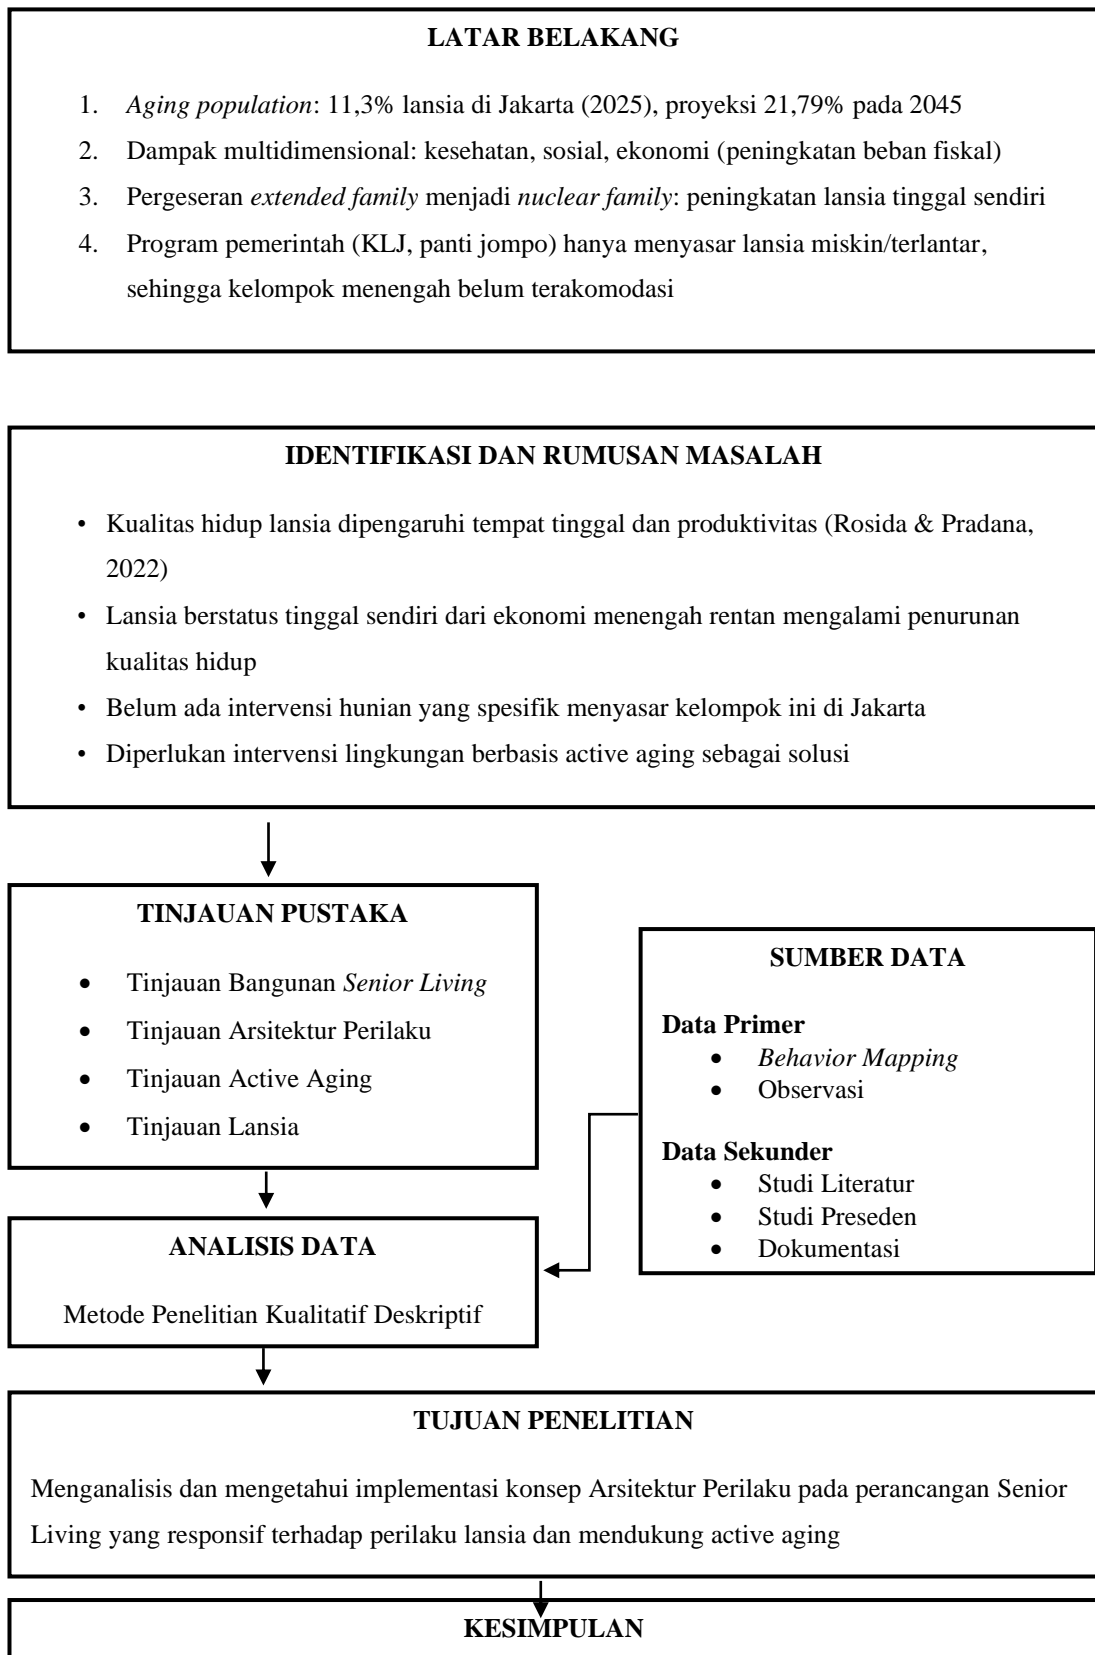 LATAR BELAKANG
1. Aging population: 11,3% lansia di Jakarta (2025), proyeksi 21,79% pada 2045
2. Dampak multidimensional: kesehatan, sosial, ekonomi (peningkatan beban fiskal)
3. Pergeseran extended family menjadi nuclear family: peningkatan lansia tinggal sendiri
4. Program pemerintah (KLJ, panti jompo) hanya menyasar lansia miskin/terlantar,
sehingga kelompok menengah belum terakomodasi
IDENTIFIKASI DAN RUMUSAN MASALAH
• Kualitas hidup lansia dipengaruhi tempat tinggal dan produktivitas (Rosida & Pradana,
2022)
• Lansia berstatus tinggal sendiri dari ekonomi menengah rentan mengalami penurunan
kualitas hidup
• Belum ada intervensi hunian yang spesifik menyasar kelompok ini di Jakarta
• Diperlukan intervensi lingkungan berbasis active aging sebagai solusi
TINJAUAN PUSTAKA
• Tinjauan Bangunan Senior Living
• Tinjauan Arsitektur Perilaku
• Tinjauan Active Aging
• Tinjauan Lansia
SUMBER DATA
Data Primer
• Behavior Mapping
• Observasi
Data Sekunder
• Studi Literatur
• Studi Preseden
• Dokumentasi
ANALISIS DATA
Metode Penelitian Kualitatif Deskriptif
TUJUAN PENELITIAN
Menganalisis dan mengetahui implementasi konsep Arsitektur Perilaku pada perancangan Senior
Living yang responsif terhadap perilaku lansia dan mendukung active aging
KESIMPULAN